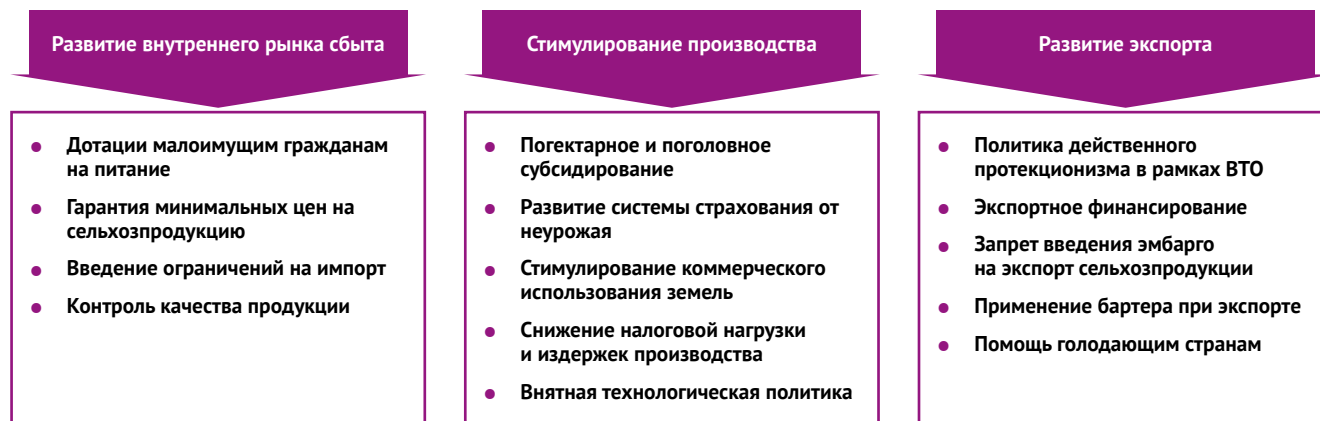 Развитие внутреннего рынка сбыта
• Дотации малоимущим гражданам
на питание
• Гарантия минимальных цен на
сельхозпродукцию
• Введение ограничений на импорт
• Контроль качества продукции
Стимулирование производства
• Погектарное и поголовное
субсидирование
• Развитие системы страхования от
неурожая
• Стимулирование коммерческого
использования земель
• Снижение налоговой нагрузки
и издержек производства
• Внятная технологическая политика
Развитие экспорта
• Политика действенного
протекционизма в рамках ВТО
• Экспортное финансирование
• Запрет введения эмбарго
на экспорт сельхозпродукции
• Применение бартера при экспорте
• Помощь голодающим странам